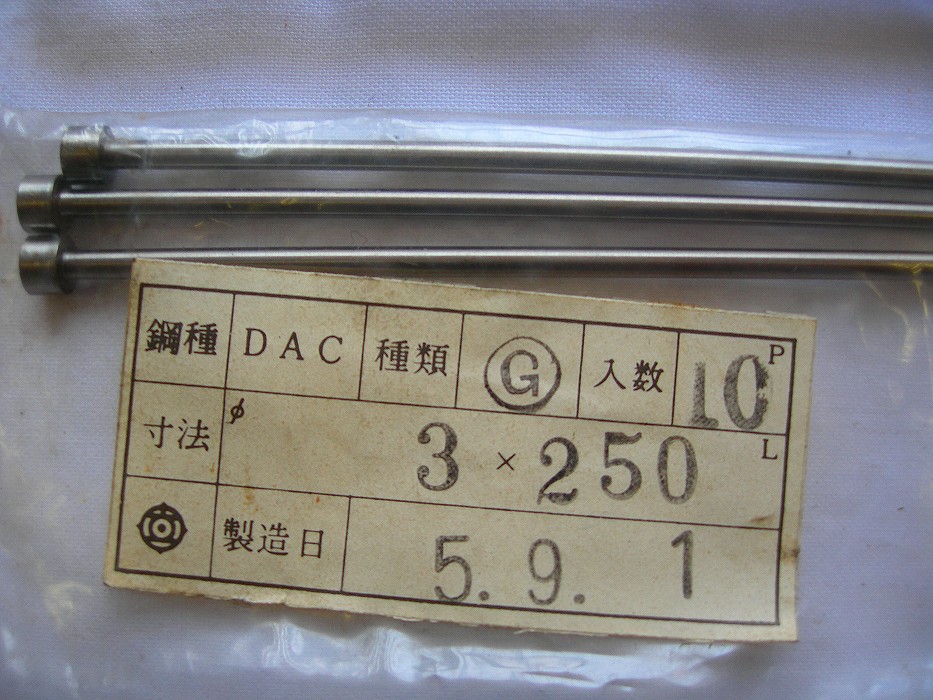 鋼種 DAC 種類 G 入数 10 P
寸法 φ 3 × 250 L
製造日 5.9. 1